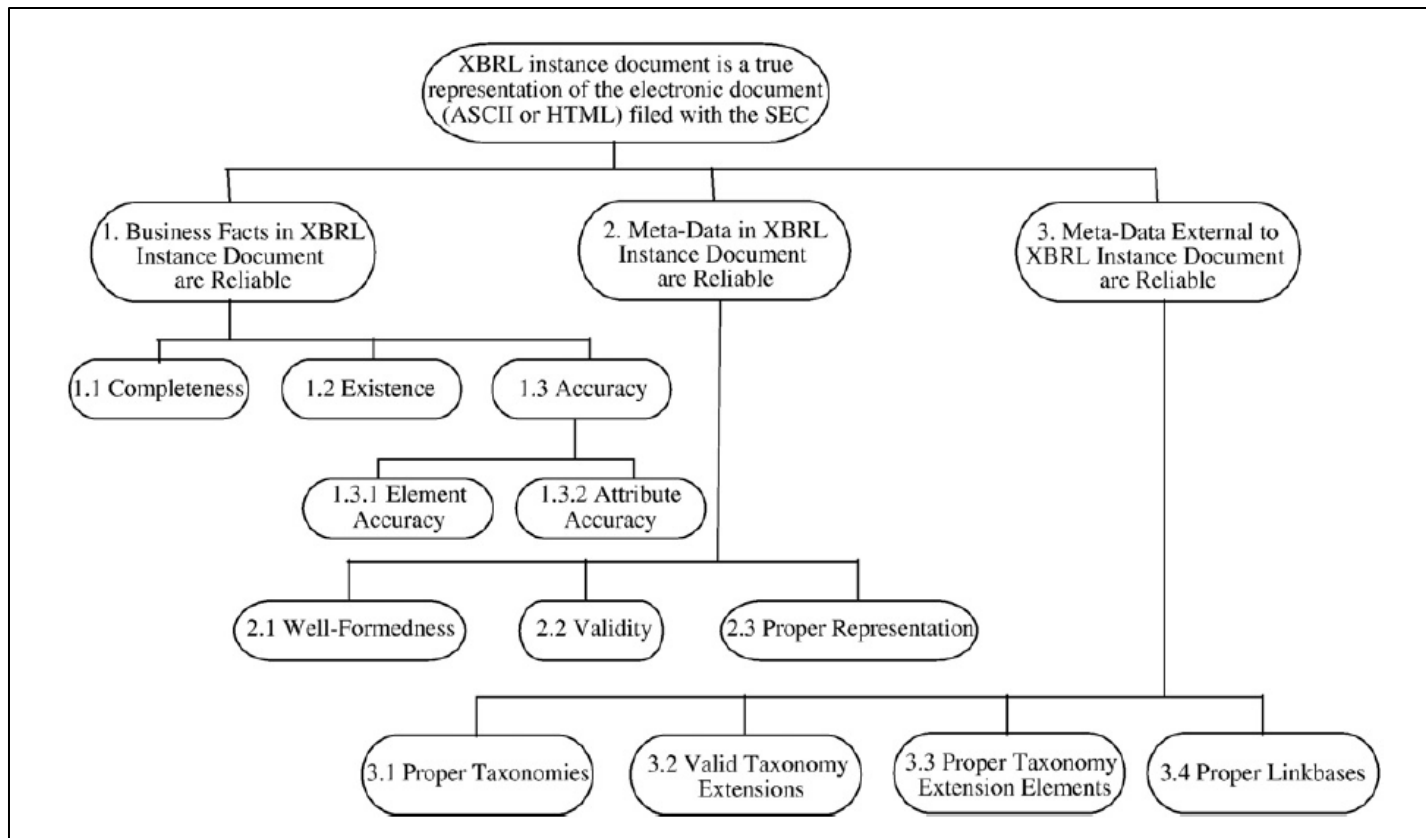 XBRL instance document is a true
representation of the electronic document
(ASCII or HTML) filed with the SEC
1. Business Facts in XBRL
Instance Document
are Reliable
2. Meta-Data in XBRL
Instance Document
are Reliable
3. Meta-Data External to
XBRL Instance Document
are Reliable
1.1 Completeness
1.2 Existence
1.3 Accuracy
1.3.1 Element
Accuracy
1.3.2 Attribute
Accuracy
2.1 Well-Formedness
2.2 Validity
2.3 Proper Representation
3.1 Proper Taxonomies
3.2 Valid Taxonomy
Extensions
3.3 Proper Taxonomy
Extension Elements
3.4 Proper Linkbases